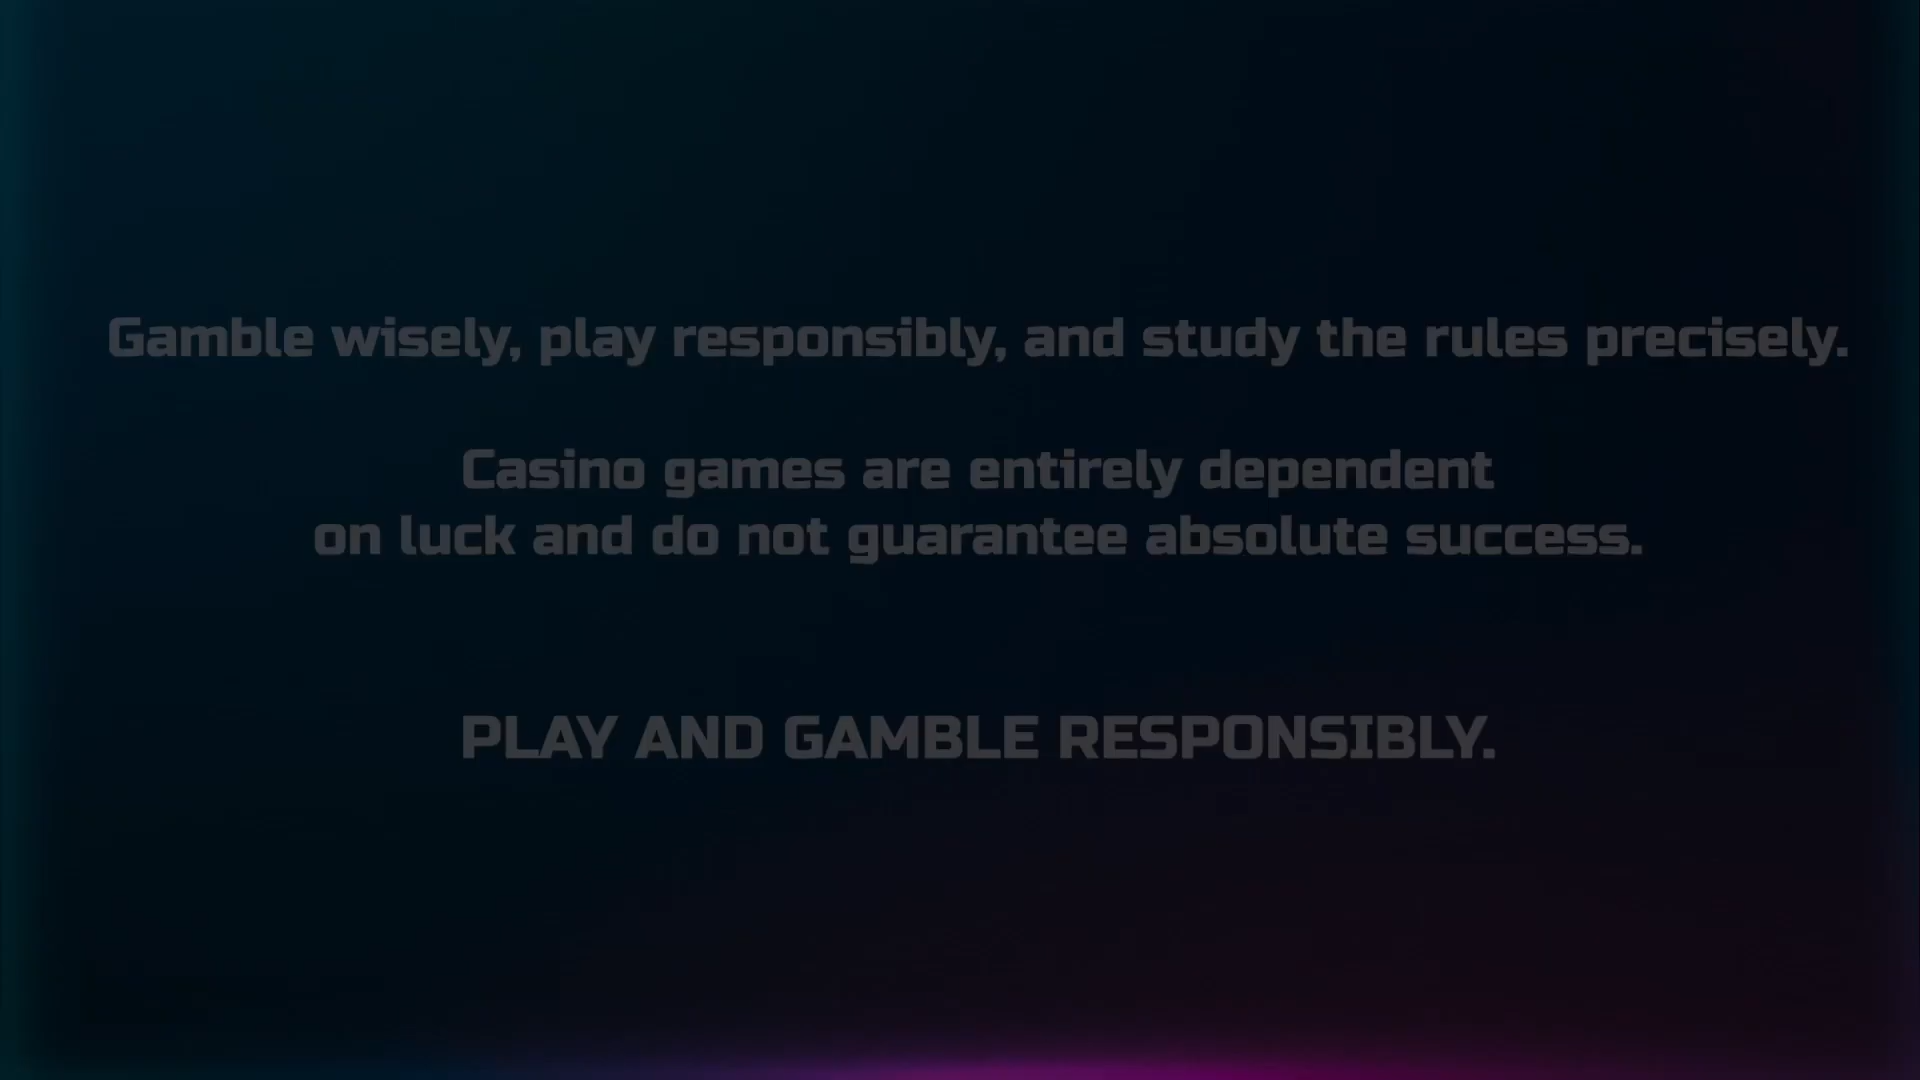 Gamble wisely, play responsibly, and study the rules precisely.
Casino games are entirely dependent
on luck and do not guarantee absolute success.
PLAY AND GAMBLE RESPONSIBLY.